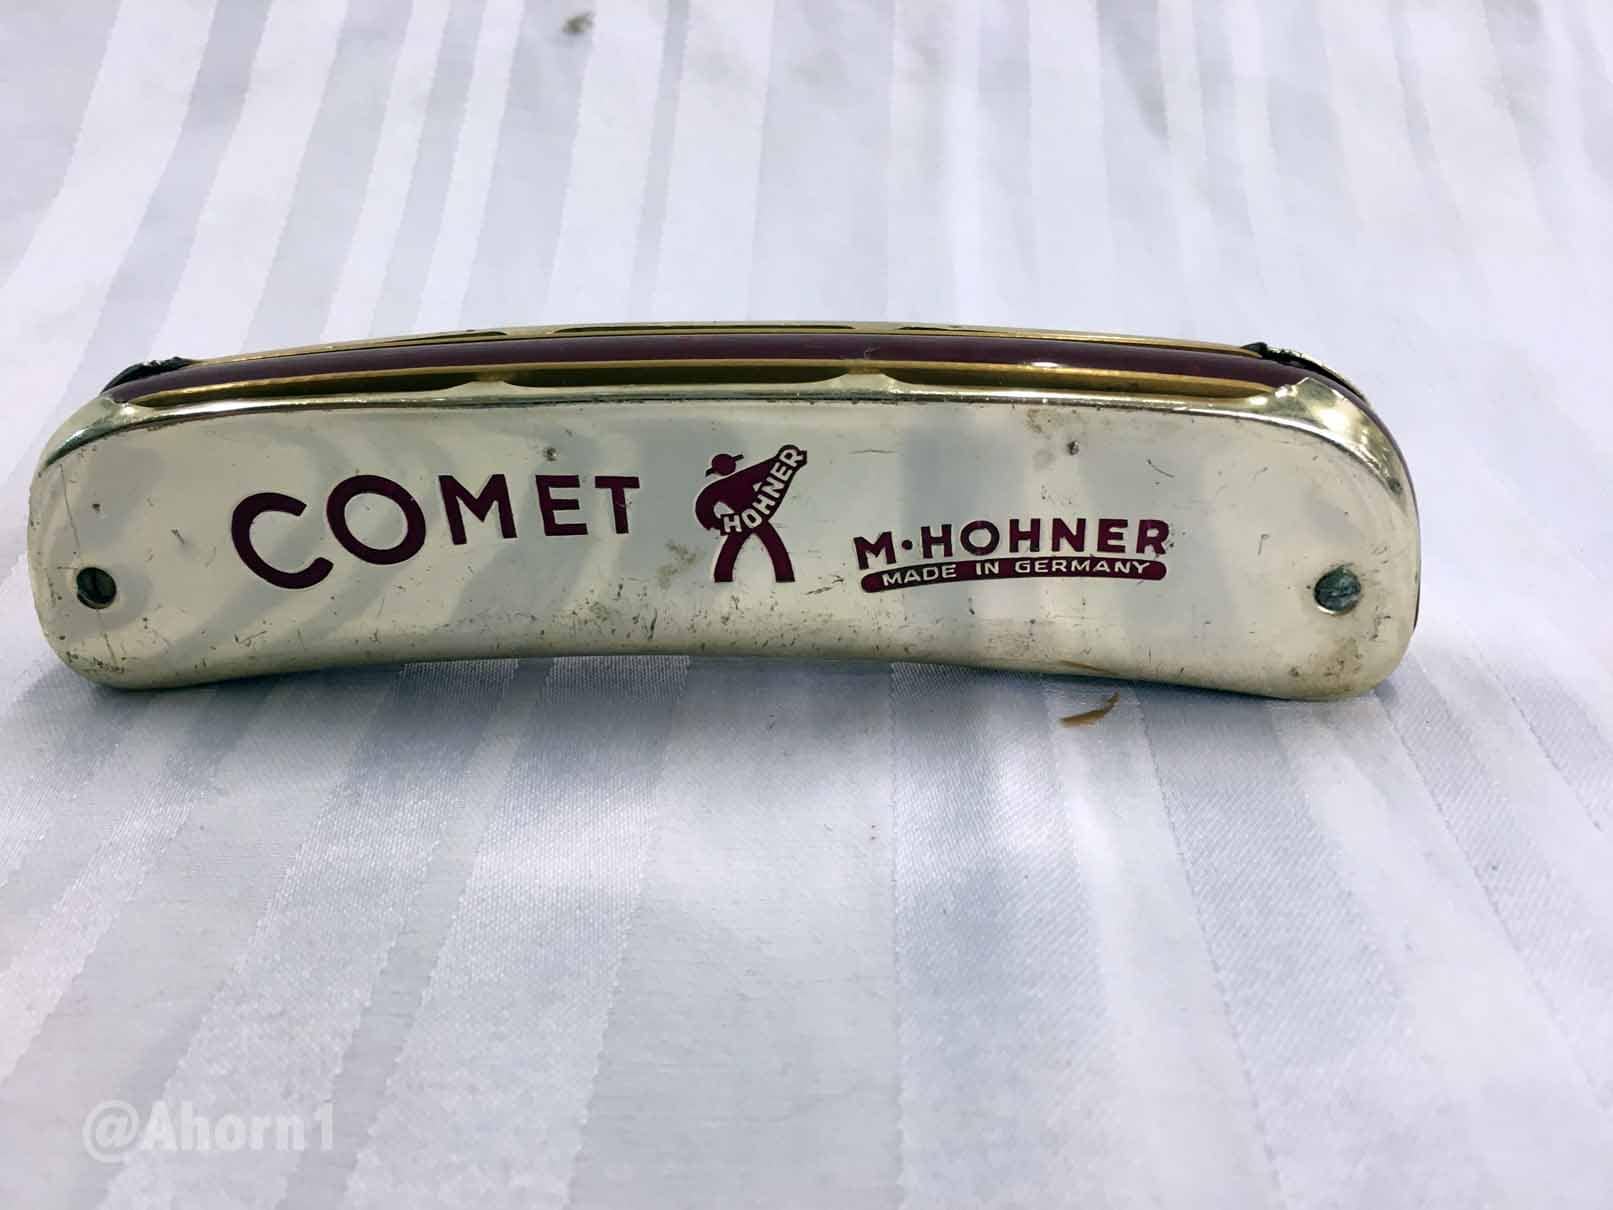 COMET
HOHNER
M·HOHNER
MADE IN GERMANY
@Ahorn1